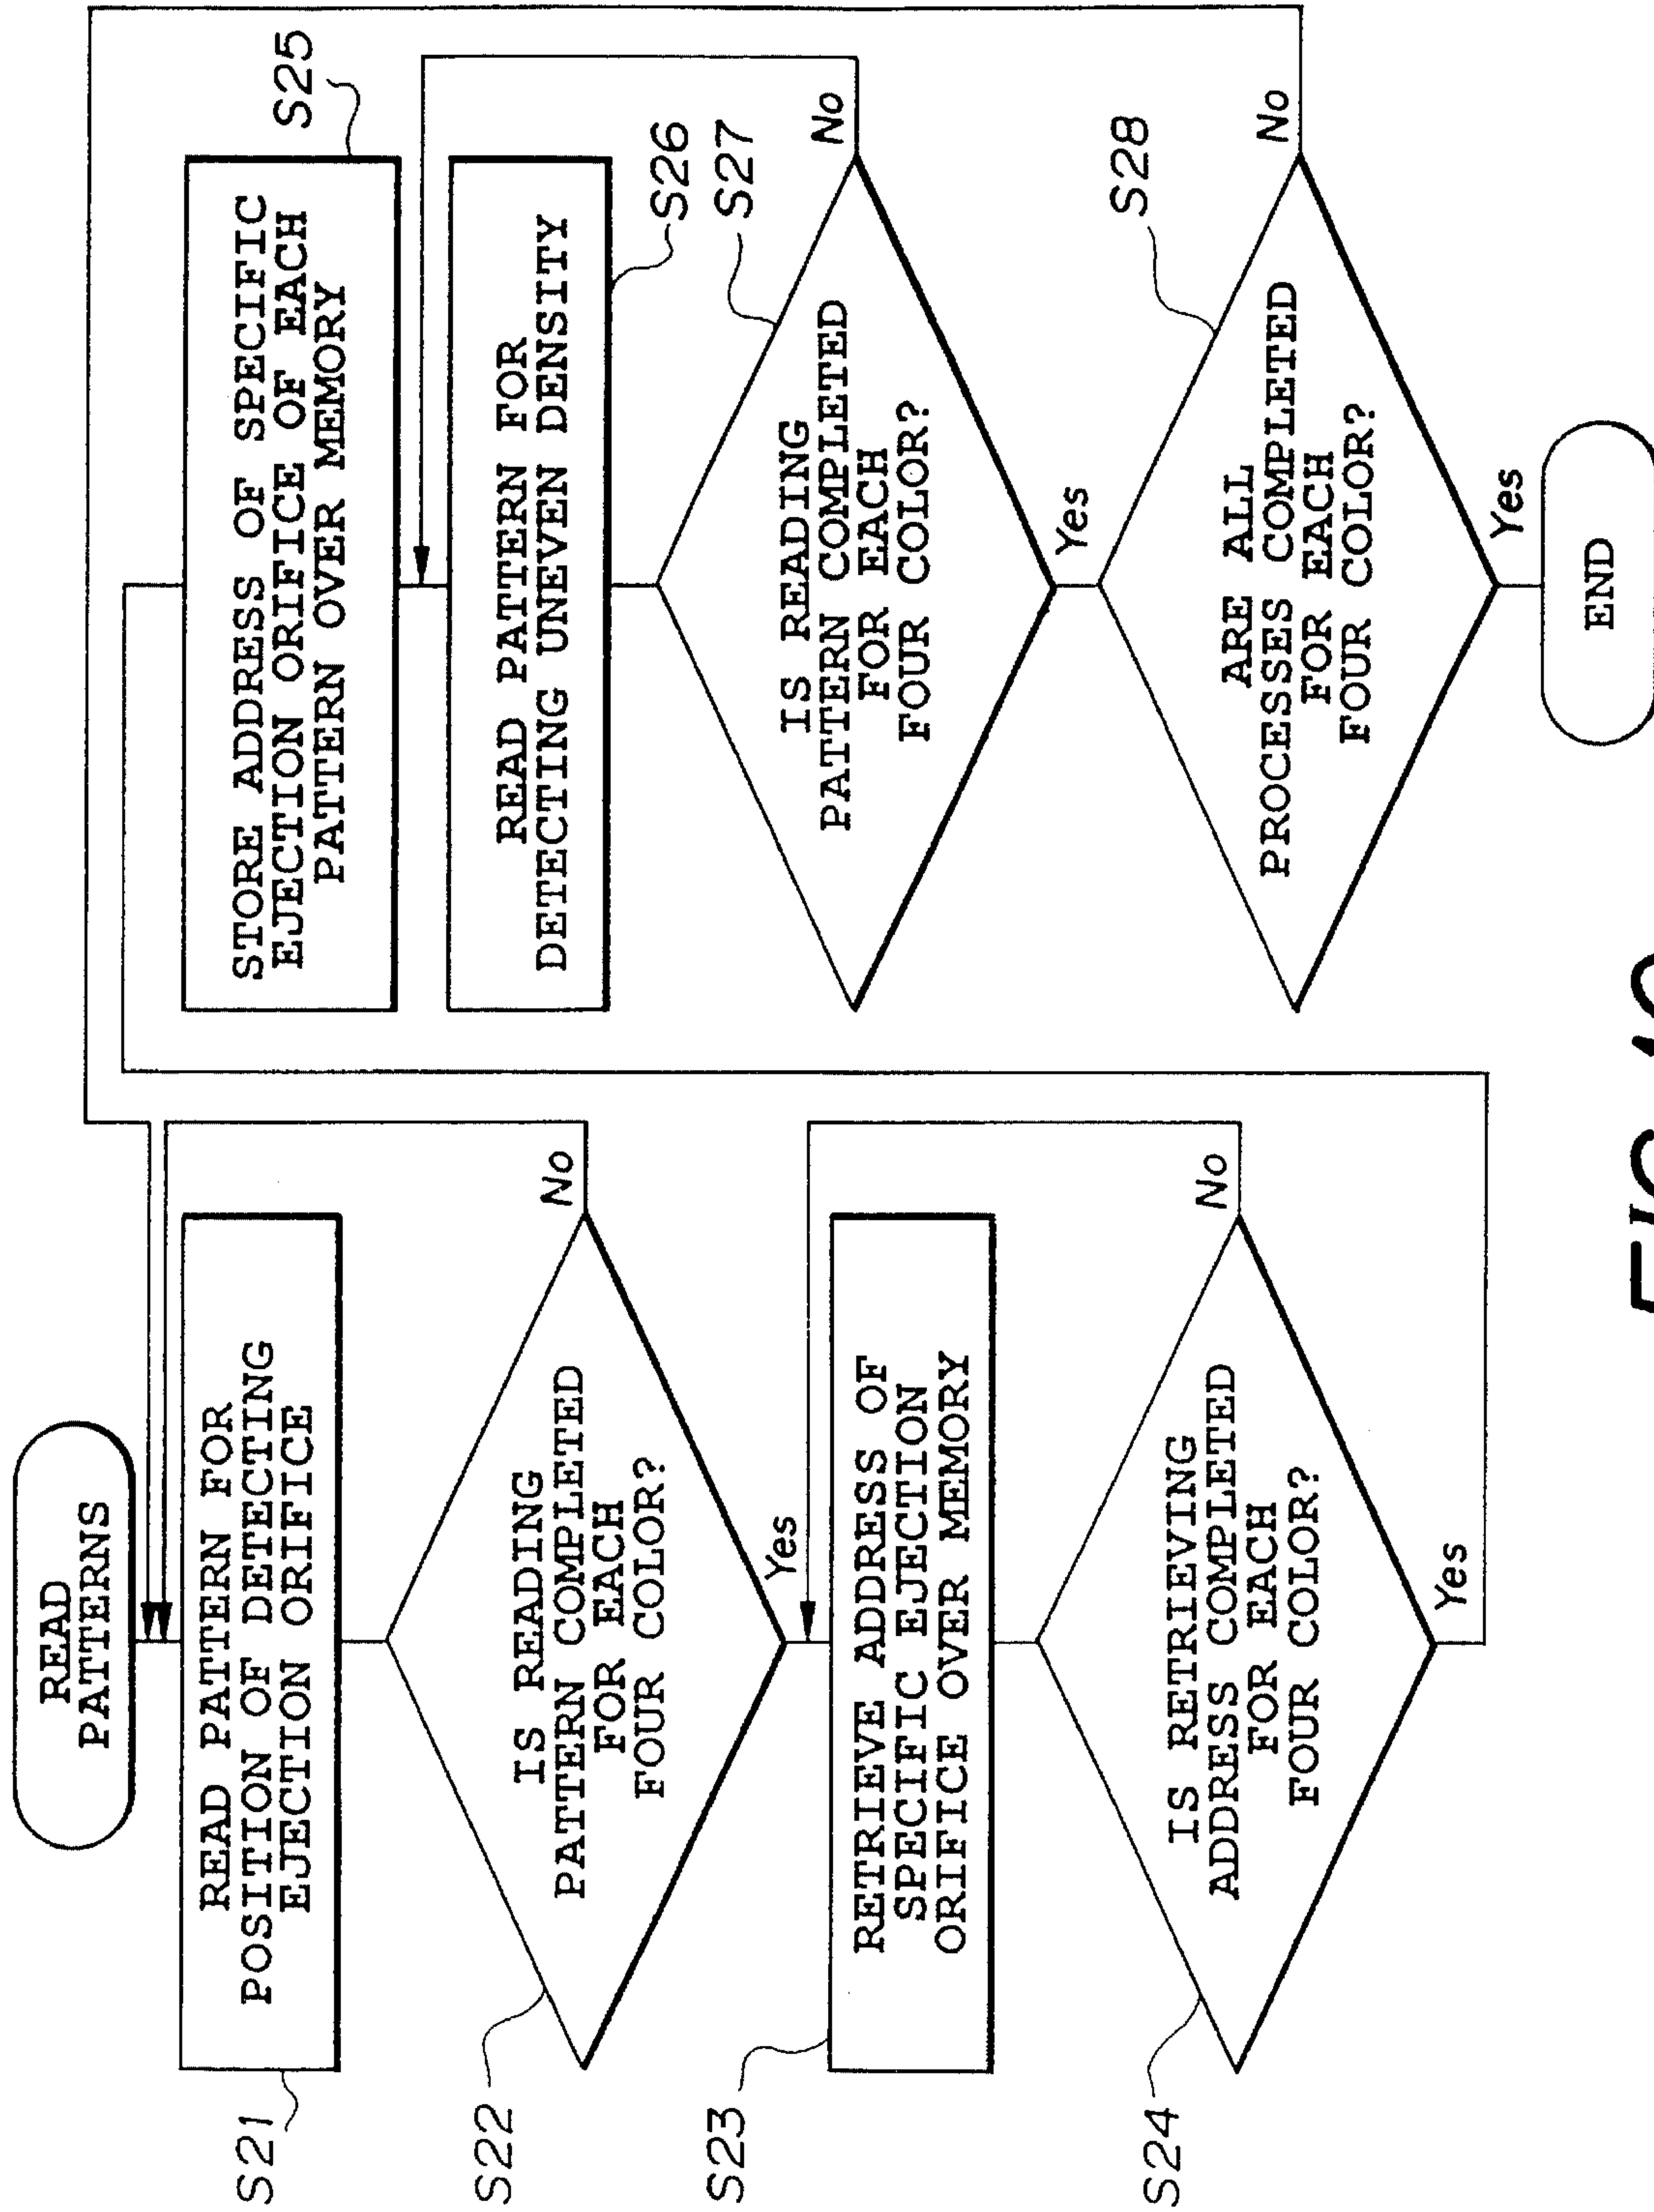 READ
PATTERNS
S21
READ PATTERN FOR
POSITION OF DETECTING
EJECTION ORIFICE
S22
IS READING
PATTERN COMPLETED
FOR EACH
FOUR COLOR?
No
Yes
S23
RETRIEVE ADDRESS OF
SPECIFIC EJECTION
ORIFICE OVER MEMORY
S24
IS RETRIEVING
ADDRESS COMPLETED
FOR EACH
FOUR COLOR?
No
Yes
S25
STORE ADDRESS OF SPECIFIC
EJECTION ORIFICE OF EACH
PATTERN OVER MEMORY
READ PATTERN FOR
DETECTING UNEVEN DENSITY
S26
S27
IS READING
PATTERN COMPLETED
FOR EACH
FOUR COLOR?
No
Yes
S28
ARE ALL
PROCESSES COMPLETED
FOR EACH
FOUR COLOR?
No
Yes
END